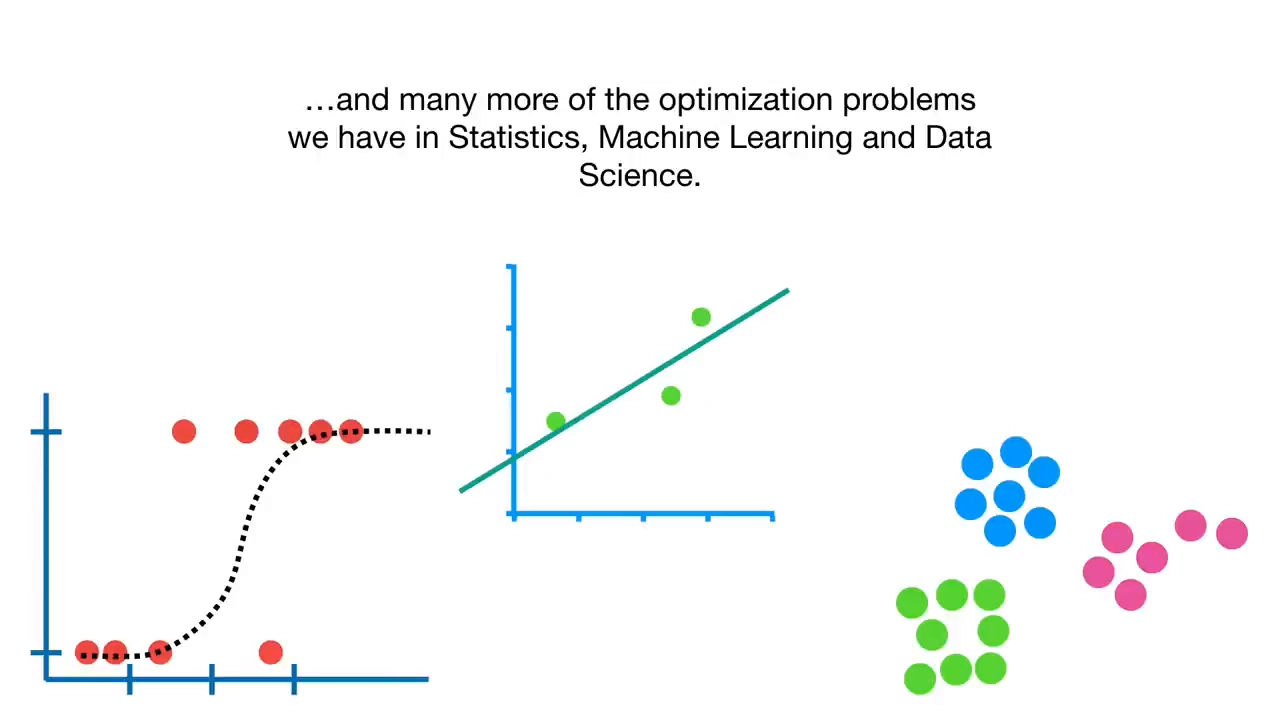 …and many more of the optimization problems
we have in Statistics, Machine Learning and Data
Science.